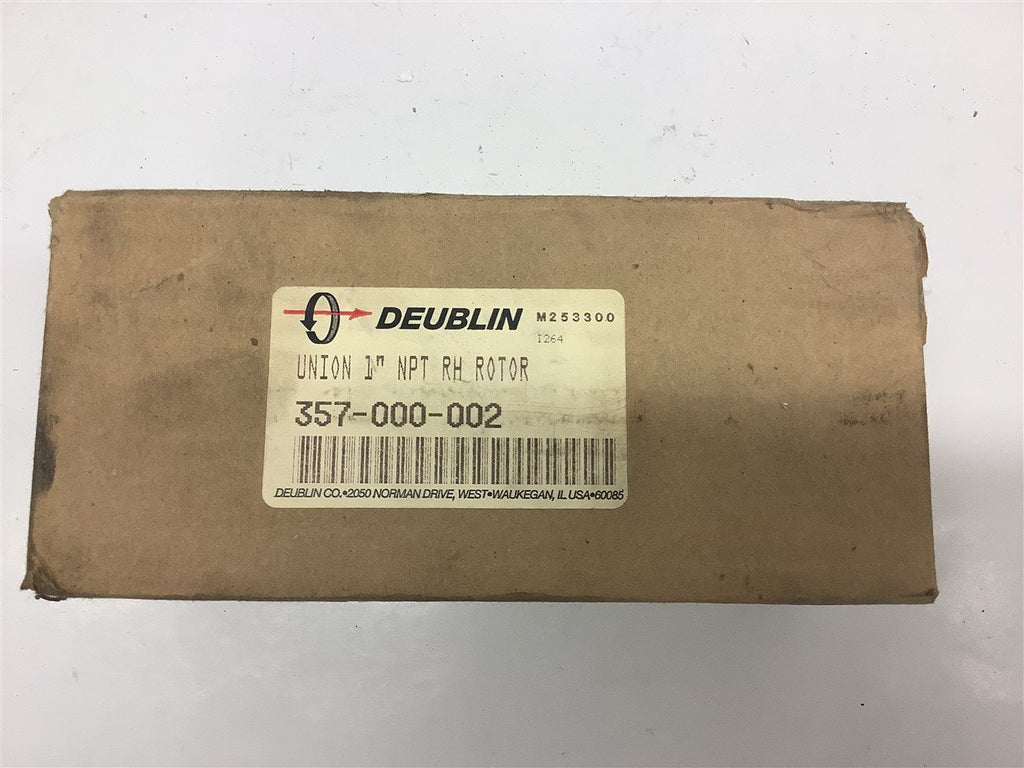 DEUBLIN M253300
I264
UNION 1" NPT RH ROTOR
357-000-002
DEUBLIN CO.•2050 NORMAN DRIVE, WEST•WAUKEGAN, IL USA•60085